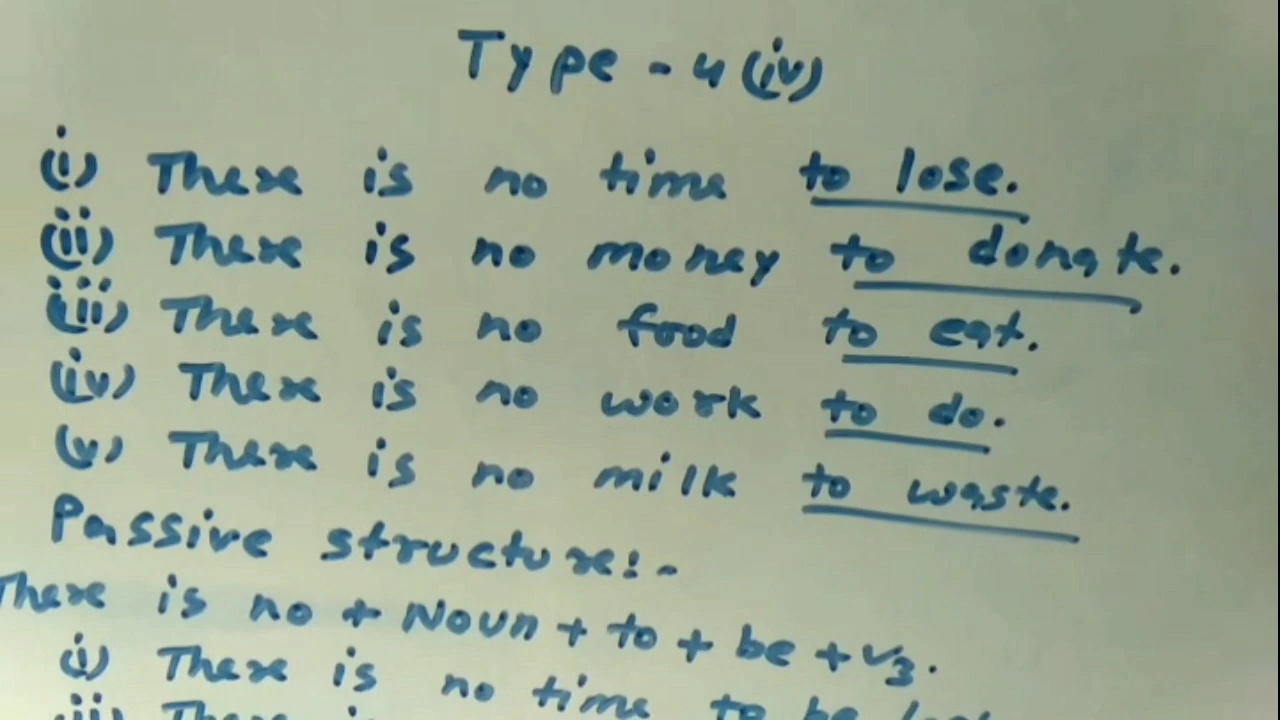 Type - 4 (iv)
(i) There is no time to lose.
(ii) There is no money to donate.
(iii) There is no food to eat.
(iv) There is no work to do.
(v) There is no milk to waste.
Passive structure:-
There is no + Noun + to + be + V3.
(i) There is no time to be
(ii) There